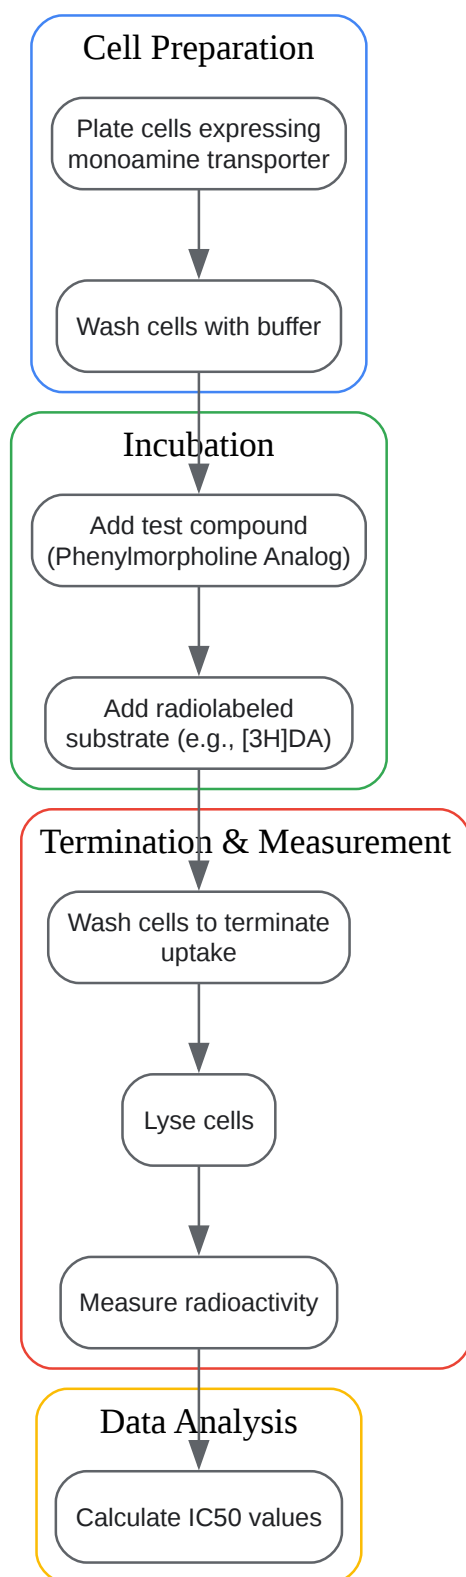 Cell Preparation
Plate cells expressing
monoamine transporter
Wash cells with buffer
Incubation
Add test compound
(Phenylmorpholine Analog)
Add radiolabeled
substrate (e.g., [3H]DA)
Termination & Measurement
Wash cells to terminate
uptake
Lyse cells
Measure radioactivity
Data Analysis
Calculate IC50 values